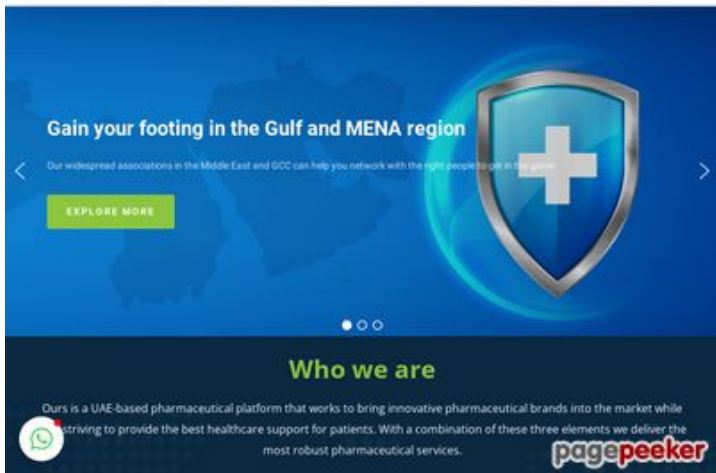 Gain your footing in the Gulf and MENA region
Our widespread associations in the Middle East and GCC can help you network with the right people to get in the game.
EXPLORE MORE
Who we are
Ours is a UAE-based pharmaceutical platform that works to bring innovative pharmaceutical brands into the market while
striving to provide the best healthcare support for patients. With a combination of these three elements we deliver the
most robust pharmaceutical services.
pagepeeker